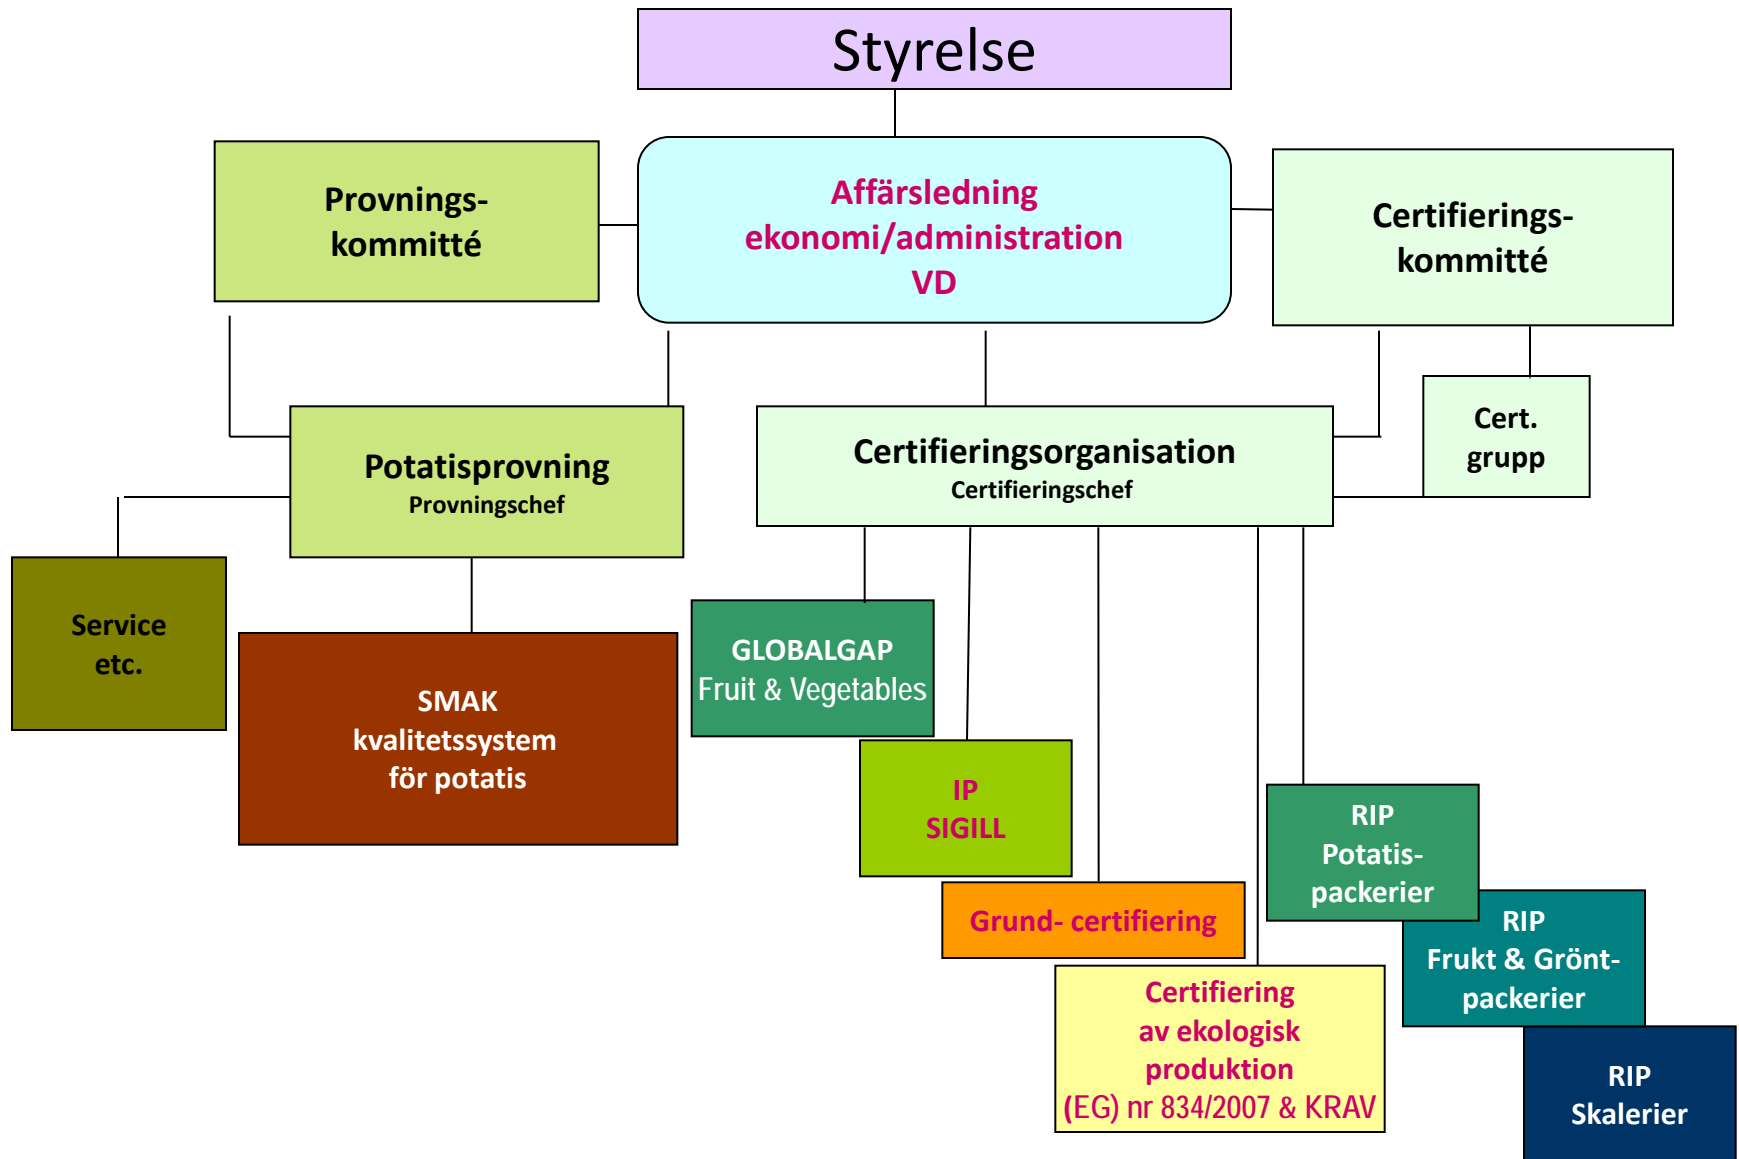 Styrelse
Provnings-
kommitté
Affärsledning
ekonomi/administration
VD
Certifierings-
kommitté
Potatisprovning
Provningschef
Certifieringsorganisation
Certifieringschef
Cert.
grupp
Service
etc.
SMAK
kvalitetssystem
för potatis
GLOBALGAP
Fruit & Vegetables
IP
SIGILL
Grund- certifiering
Certifiering
av ekologisk
produktion
(EG) nr 834/2007 & KRAV
RIP
Potatis-
packerier
RIP
Frukt & Grönt-
packerier
RIP
Skalerier